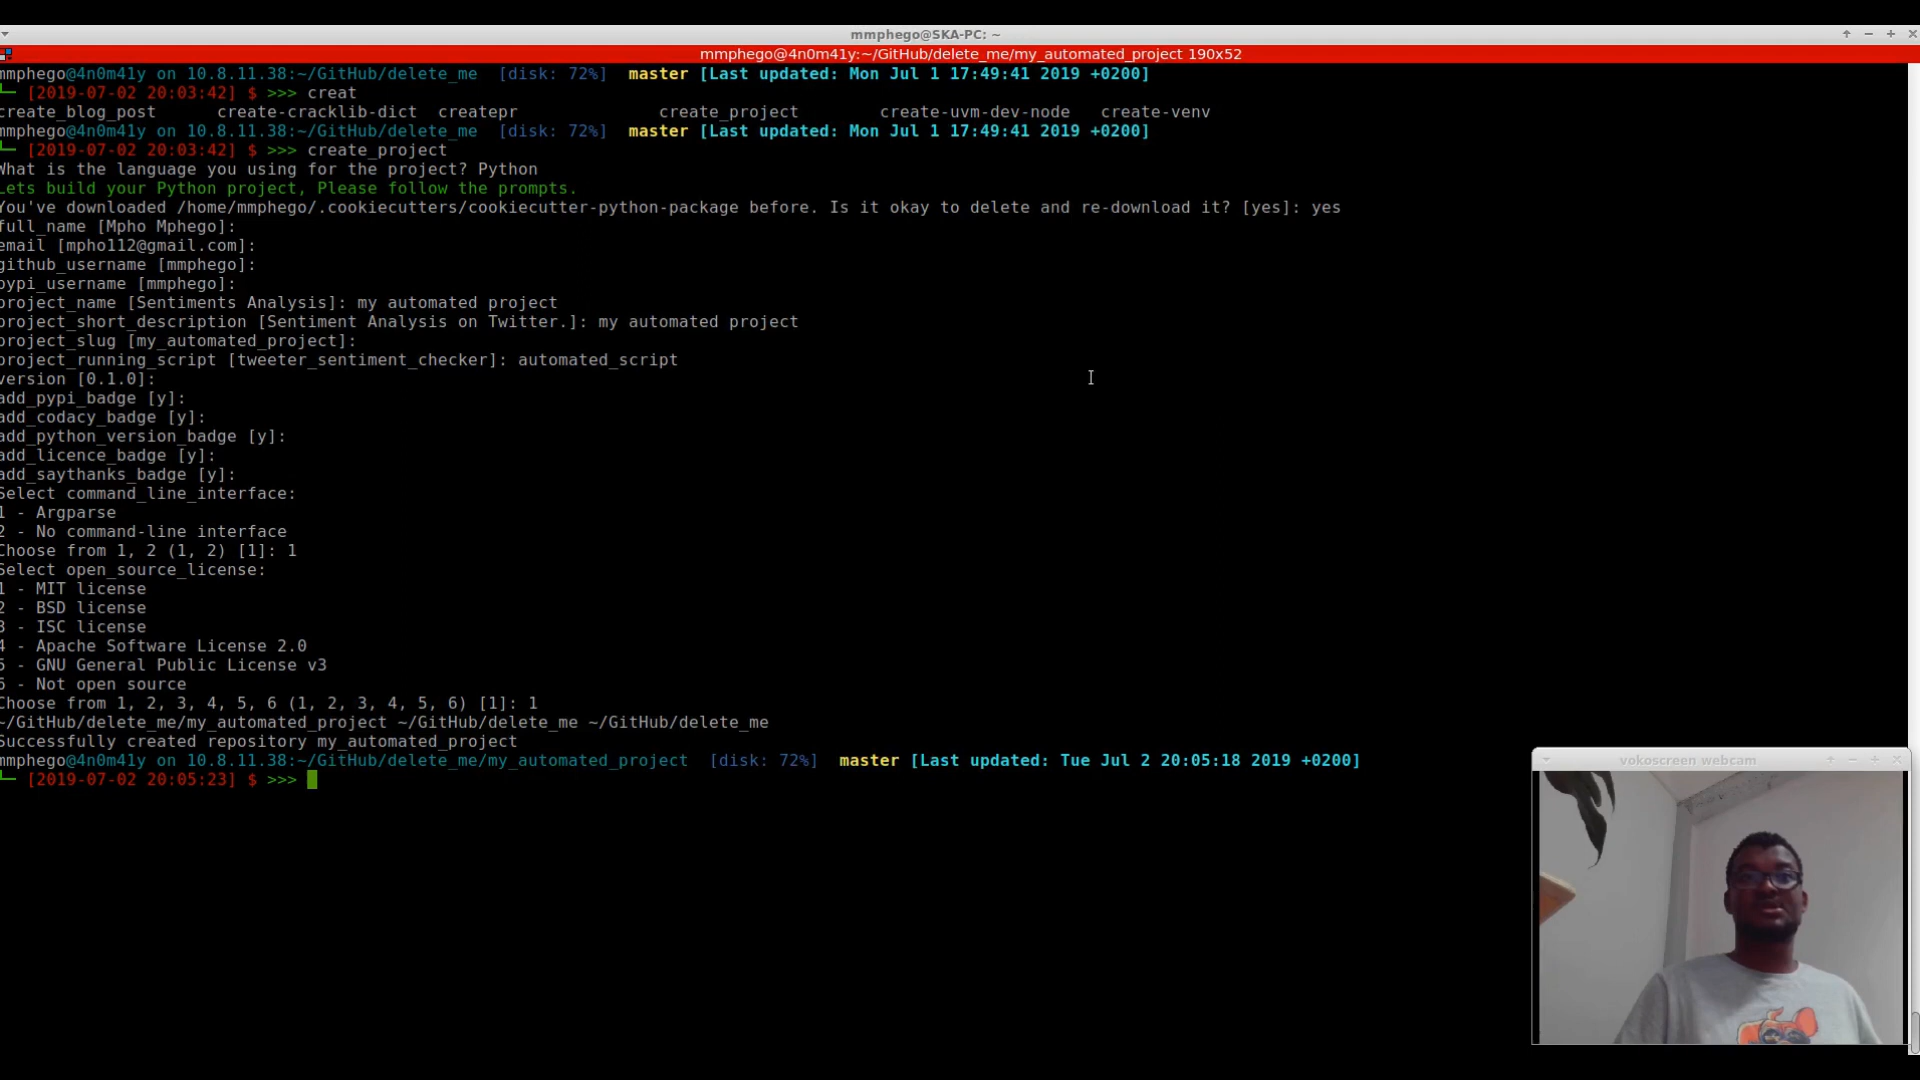 mmphego@SKA-PC: ~
mmphego@4n0m41y:~/GitHub/delete_me/my_automated_project 190x52
mmphego@4n0m41y on 10.8.11.38:~/GitHub/delete_me [disk: 72%] master [Last updated: Mon Jul 1 17:49:41 2019 +0200]
[2019-07-02 20:03:42] $ >>> creat
create_blog_post create-cracklib-dict createpr create_project create-uvm-dev-node create-venv
mmphego@4n0m41y on 10.8.11.38:~/GitHub/delete_me [disk: 72%] master [Last updated: Mon Jul 1 17:49:41 2019 +0200]
[2019-07-02 20:03:42] $ >>> create_project
What is the language you using for the project? Python
Lets build your Python project, Please follow the prompts.
You've downloaded /home/mmphego/.cookiecutters/cookiecutter-python-package before. Is it okay to delete and re-download it? [yes]: yes
full_name [Mpho Mphego]:
email [mpho112@gmail.com]:
github_username [mmphego]:
pypi_username [mmphego]:
project_name [Sentiments Analysis]: my automated project
project_short_description [Sentiment Analysis on Twitter.]: my automated project
project_slug [my_automated_project]:
project_running_script [tweeter_sentiment_checker]: automated_script
version [0.1.0]:
add_pypi_badge [y]:
add_codacy_badge [y]:
add_python_version_badge [y]:
add_licence_badge [y]:
add_saythanks_badge [y]:
Select command_line_interface:
1 - Argparse
2 - No command-line interface
Choose from 1, 2 (1, 2) [1]: 1
Select open_source_license:
1 - MIT license
2 - BSD license
3 - ISC license
4 - Apache Software License 2.0
5 - GNU General Public License v3
6 - Not open source
Choose from 1, 2, 3, 4, 5, 6 (1, 2, 3, 4, 5, 6) [1]: 1
~/GitHub/delete_me/my_automated_project ~/GitHub/delete_me ~/GitHub/delete_me
Successfully created repository my_automated_project
mmphego@4n0m41y on 10.8.11.38:~/GitHub/delete_me/my_automated_project [disk: 72%] master [Last updated: Tue Jul 2 20:05:18 2019 +0200]
[2019-07-02 20:05:23] $ >>>
vokoscreen webcam